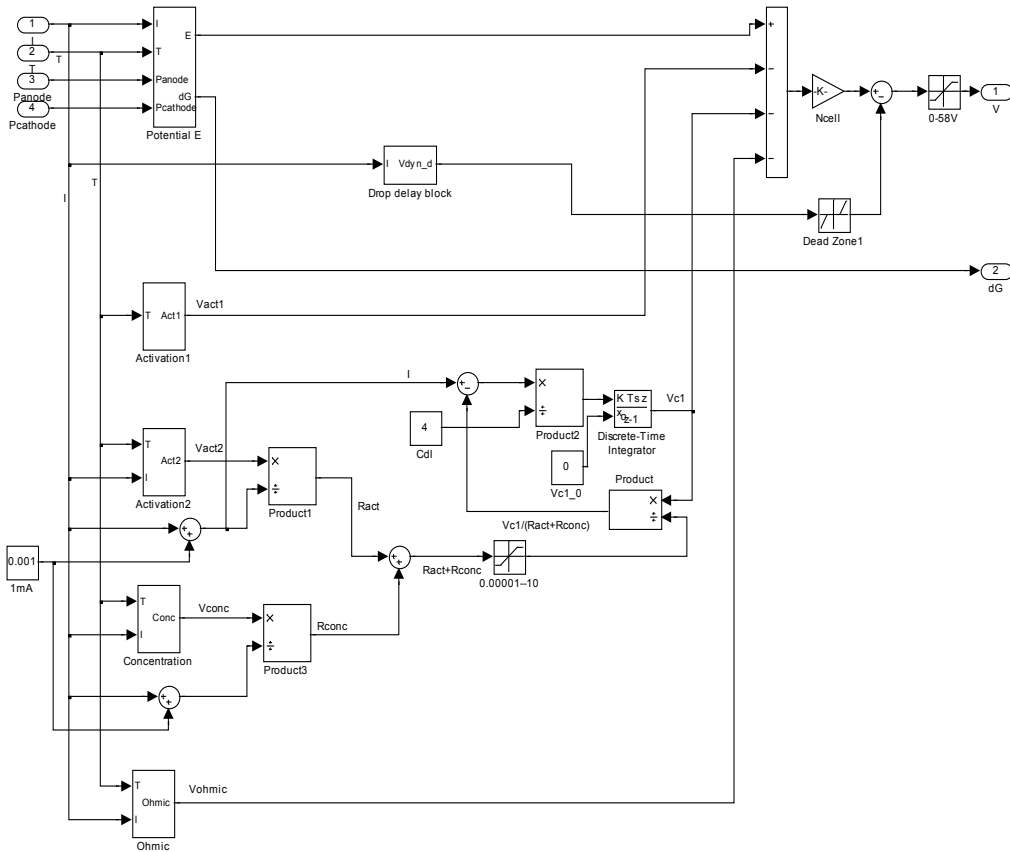 1
I
I
E
2
T
T
T
3
Panode
Panode
dG
4
Pcathode
Pcathode
Potential E
+
−
−
−
-K-
Ncell
+
−
0-58V
1
V
I
Vdyn_d
Drop delay block
T
I
Dead Zone1
2
dG
T
Act1
Vact1
Activation1
I
+
−
×
÷
Product2
K Ts z
z-1
xo
Vc1
Discrete-Time
Integrator
4
Cdl
0
Vc1_0
T
Act2
I
Vact2
Activation2
×
÷
Product1
Ract
Product
×
÷
Vc1/(Ract+Rconc)
+
+
0.001
1mA
+
+
Ract+Rconc
0.00001--10
T
Conc
I
Vconc
Concentration
×
÷
Product3
Rconc
+
+
T
Ohmic
I
Vohmic
Ohmic